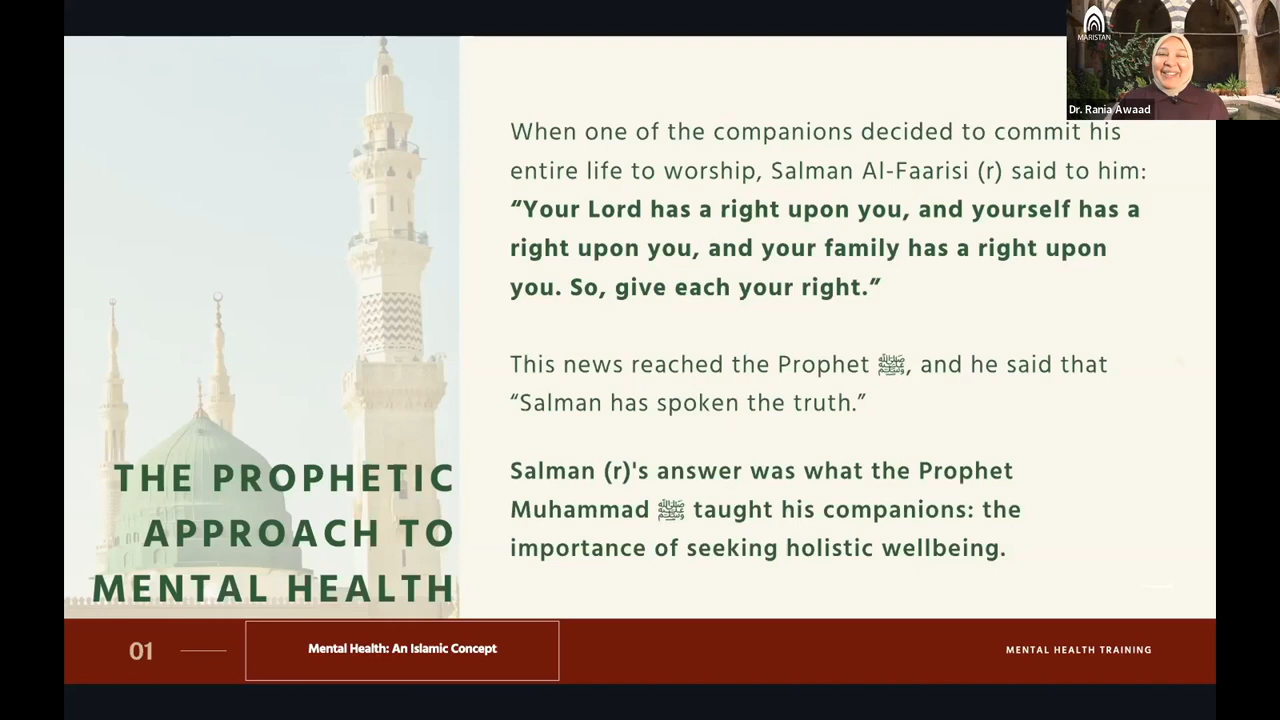 MARISTAN
Dr. Rania Awaad
When one of the companions decided to commit his
entire life to worship, Salman Al-Faarisi (r) said to him:
“Your Lord has a right upon you, and yourself has a
right upon you, and your family has a right upon
you. So, give each your right.”
This news reached the Prophet ﷺ, and he said that
“Salman has spoken the truth.”
Salman (r)'s answer was what the Prophet
Muhammad ﷺ taught his companions: the
importance of seeking holistic wellbeing.
THE PROPHETIC
APPROACH TO
MENTAL HEALTH
01
Mental Health: An Islamic Concept
MENTAL HEALTH TRAINING